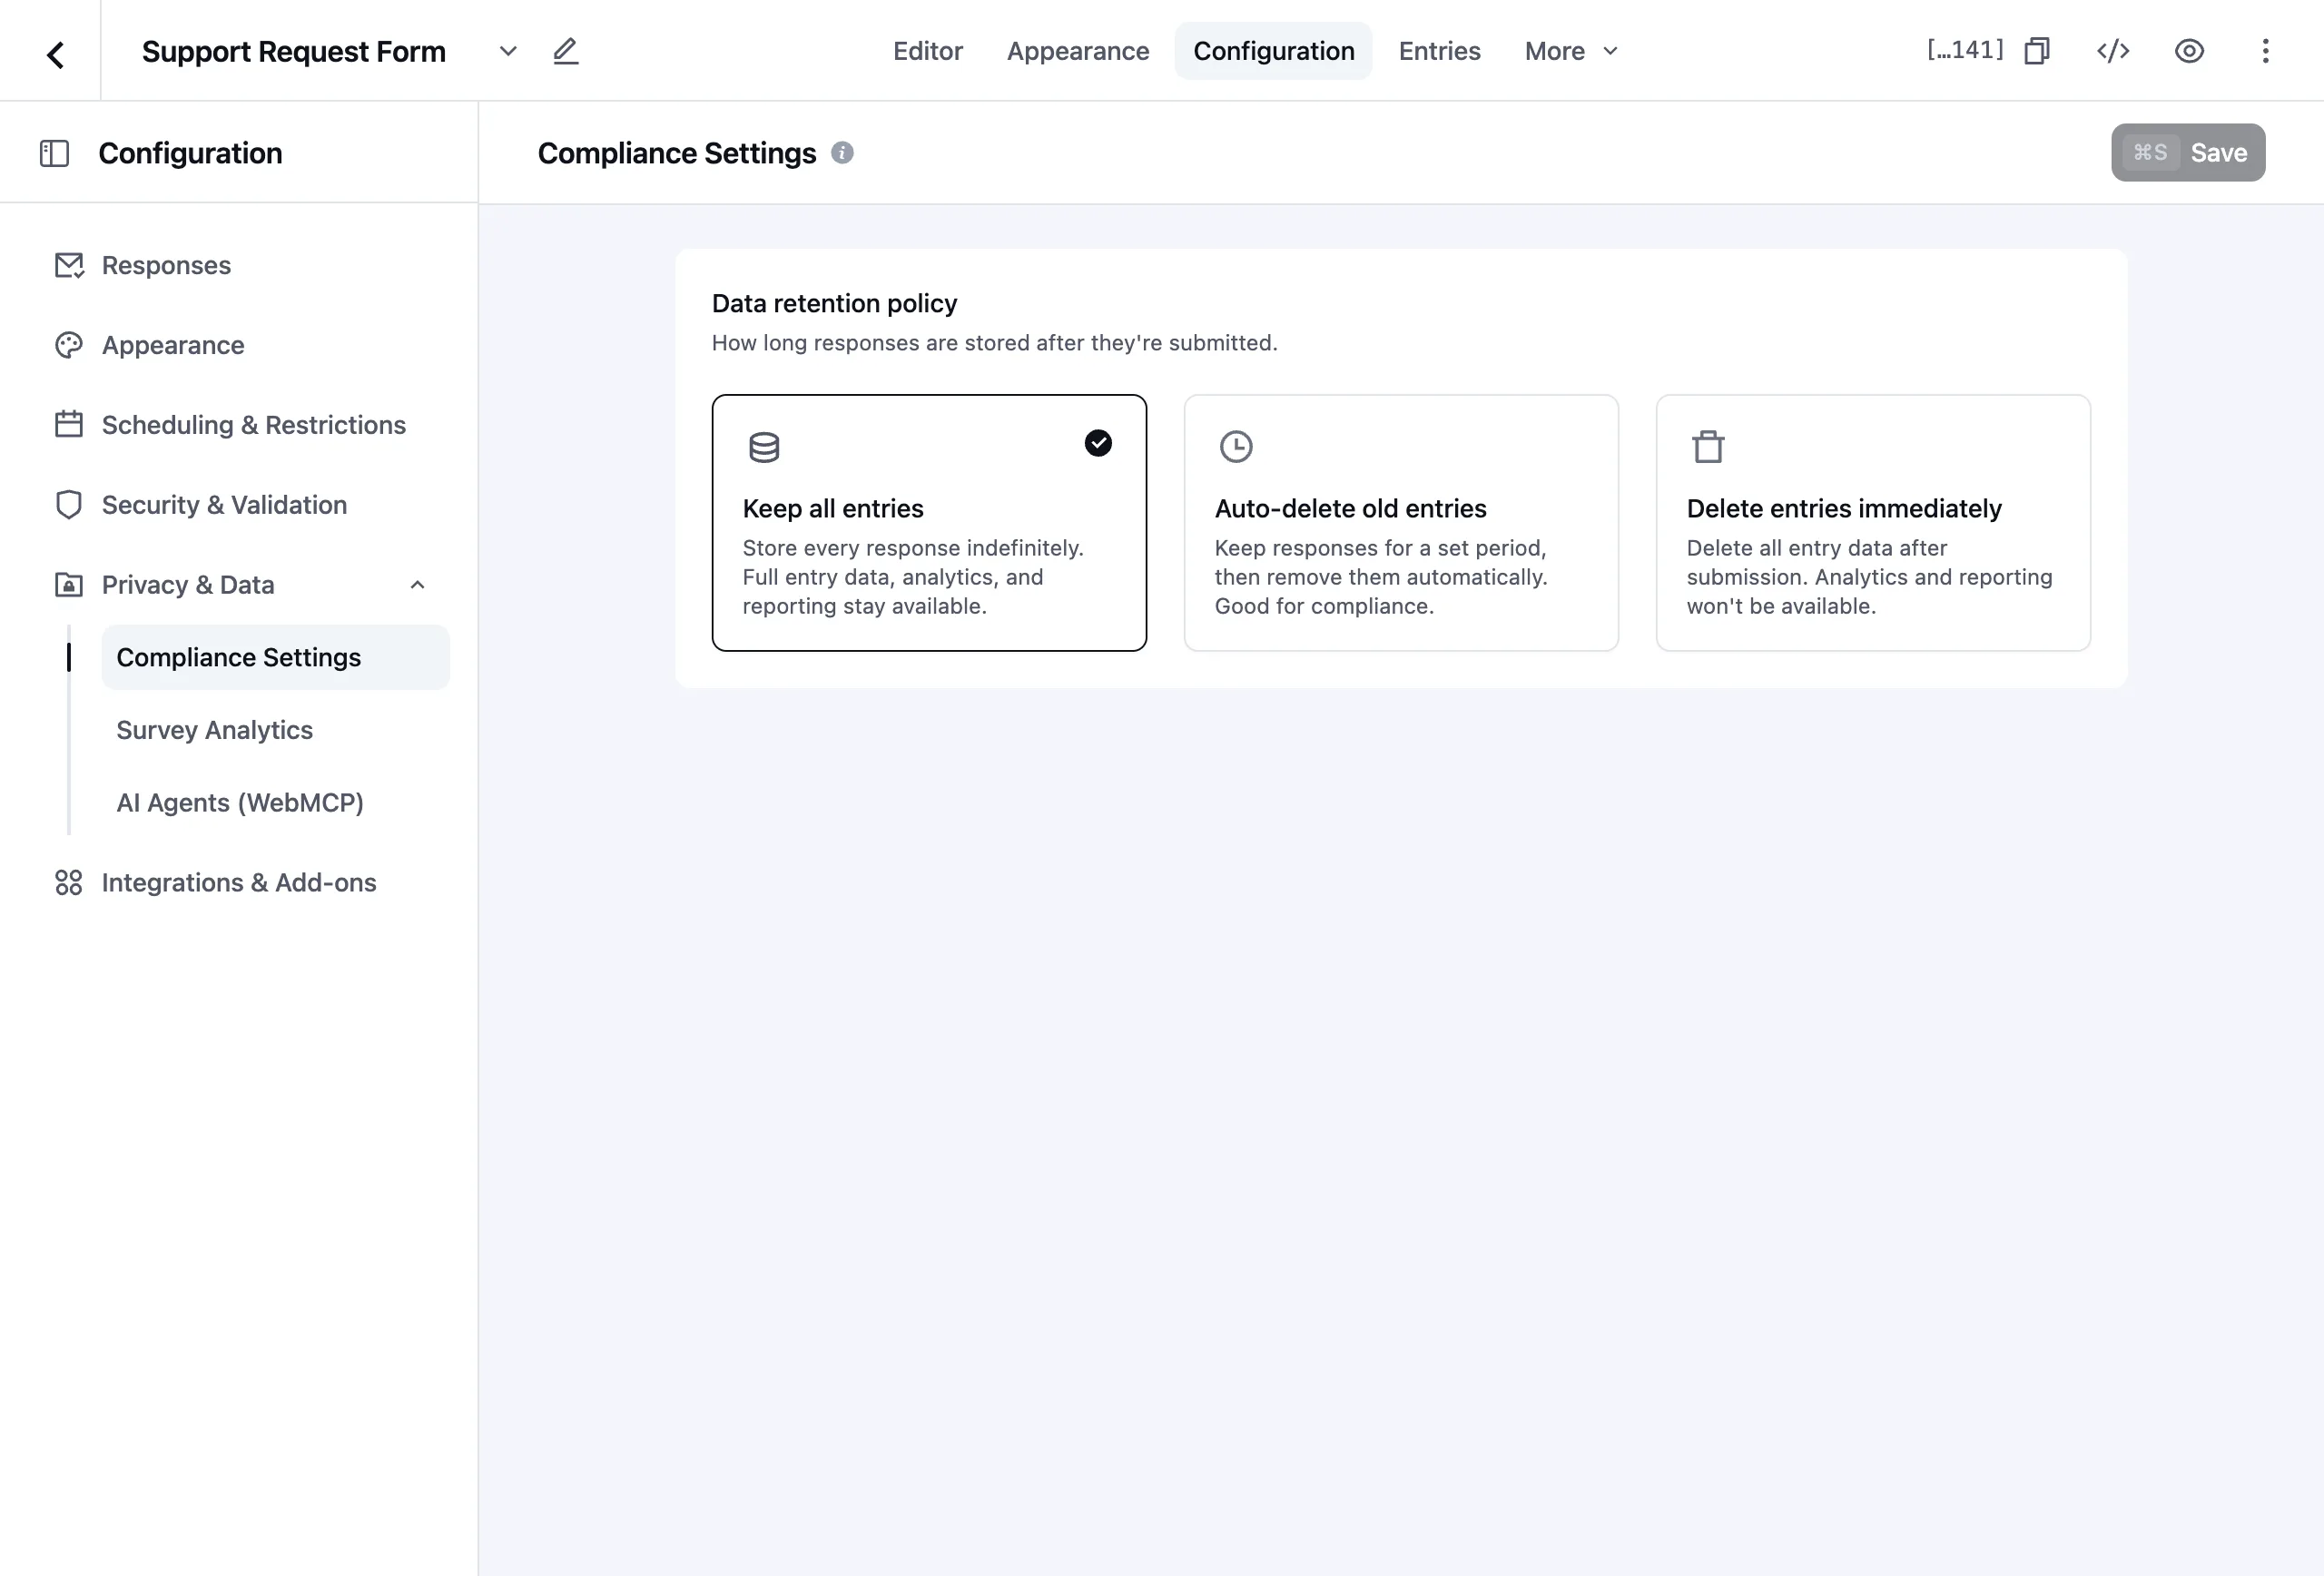 Support Request Form
Editor
Appearance
Configuration
Entries
More
[…141]
</>
Configuration
Compliance Settings
⌘S Save
Responses
Appearance
Scheduling & Restrictions
Security & Validation
Privacy & Data
Compliance Settings
Survey Analytics
AI Agents (WebMCP)
Integrations & Add-ons
Data retention policy
How long responses are stored after they're submitted.
Keep all entries
Store every response indefinitely.
Full entry data, analytics, and
reporting stay available.
Auto-delete old entries
Keep responses for a set period,
then remove them automatically.
Good for compliance.
Delete entries immediately
Delete all entry data after
submission. Analytics and reporting
won't be available.